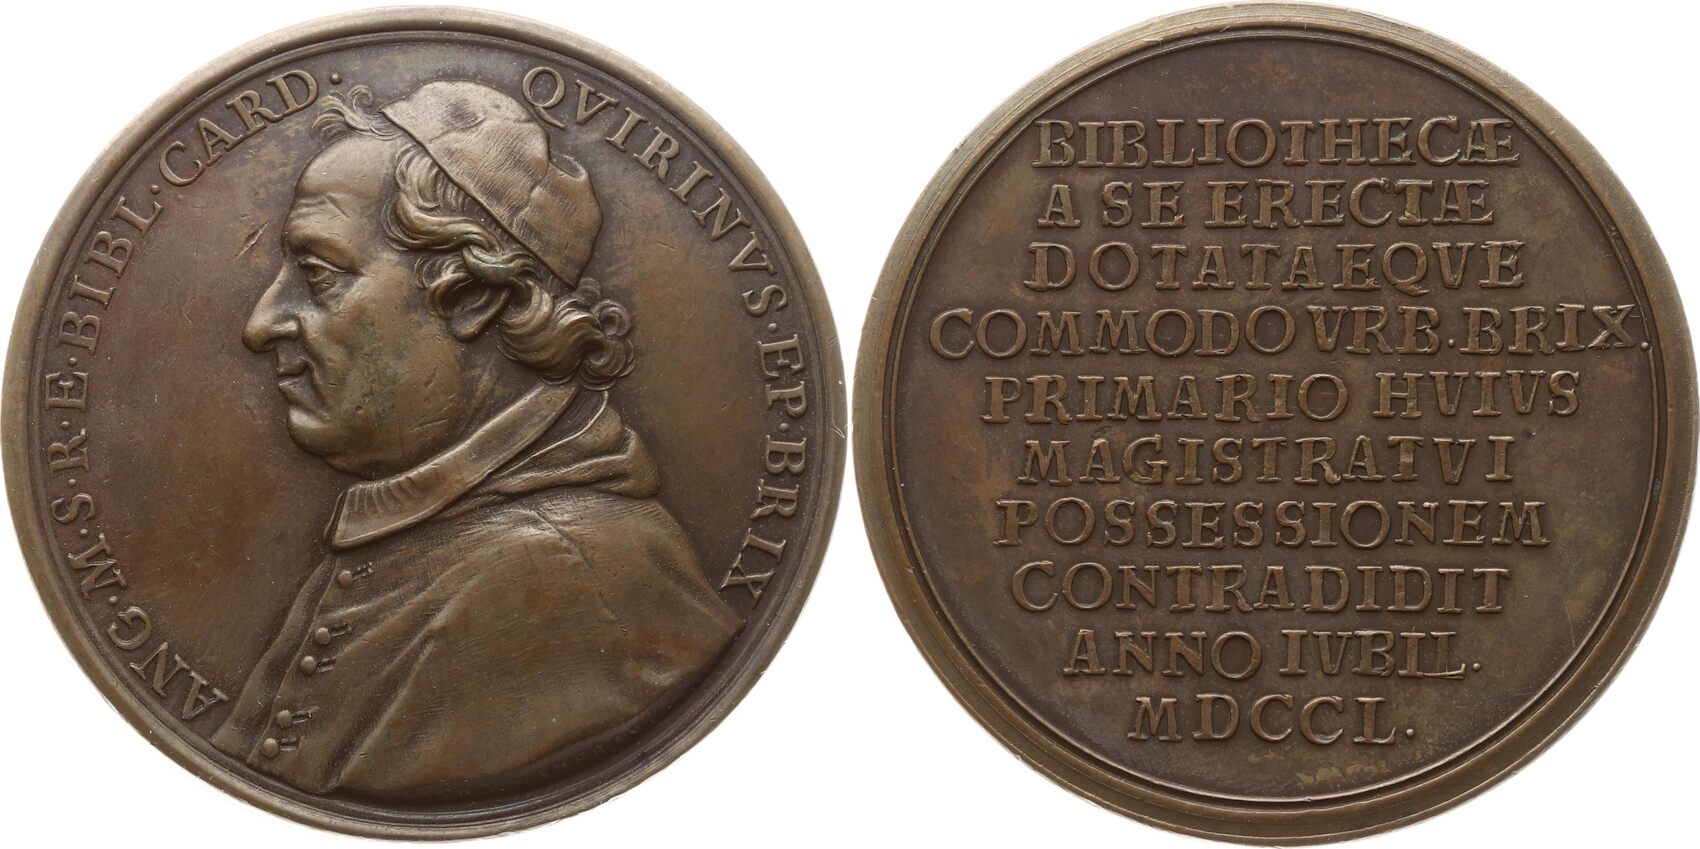 ANG·M·S·R·E·BIBL·CARD· QVIRINVS·EP·BRIX
BIBLIOTHECÆ
A SE ERECTÆ
DOTATAEQVE
COMMODO VRB. BRIX.
PRIMARIO HVIVS
MAGISTRATVI
POSSESSIONEM
CONTRADIDIT
ANNO IVBIL.
MDCCL.